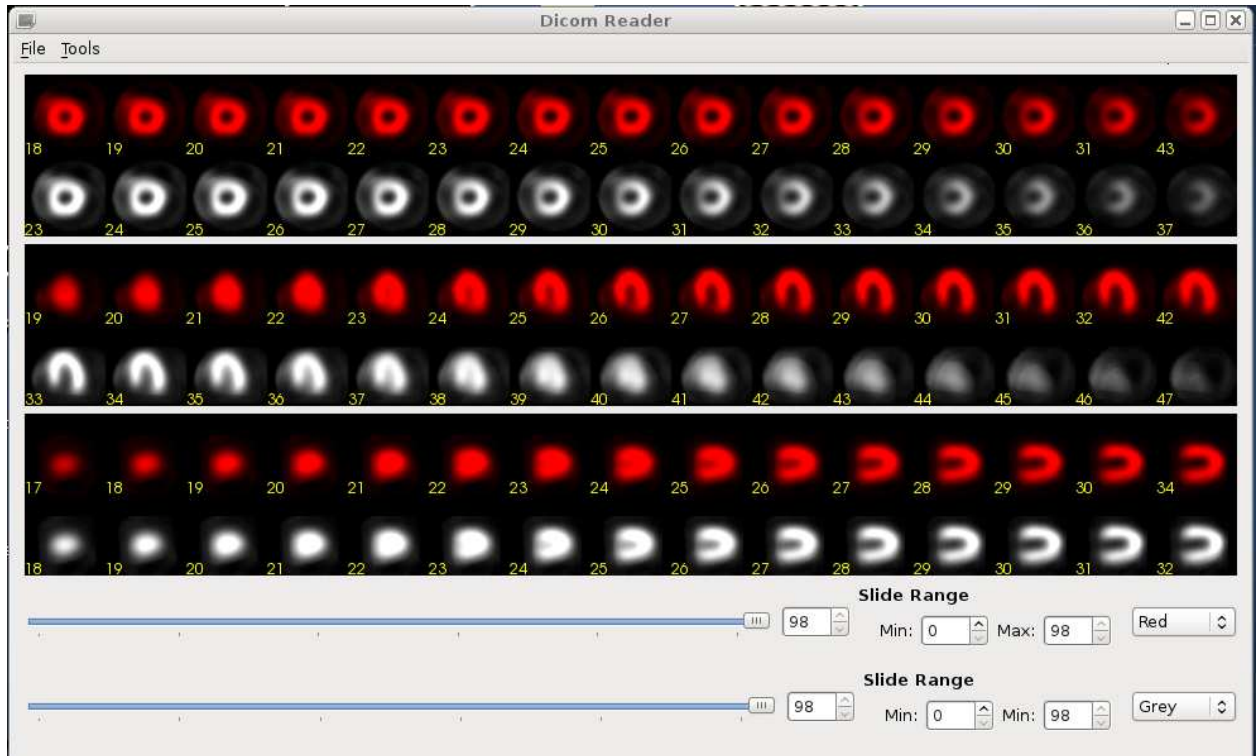 Dicom Reader
File Tools
18 19 20 21 22 23 24 25 26 27 28 29 30 31 43
23 24 25 26 27 28 29 30 31 32 33 34 35 36 37
19 20 21 22 23 24 25 26 27 28 29 30 31 32 42
33 34 35 36 37 38 39 40 41 42 43 44 45 46 47
17 18 19 20 21 22 23 24 25 26 27 28 29 30 34
18 19 20 21 22 23 24 25 26 27 28 29 30 31 32
Slide Range
98 Min: 0 Max: 98 Red
Slide Range
98 Min: 0 Min: 98 Grey